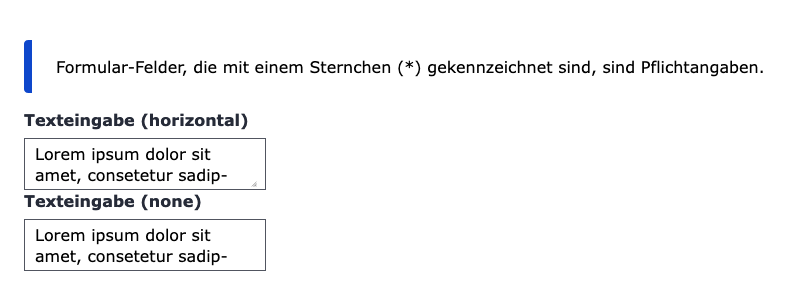 Formular-Felder, die mit einem Sternchen (*) gekennzeichnet sind, sind Pflichtangaben.
Texteingabe (horizontal)
Lorem ipsum dolor sit
amet, consetetur sadip-
Texteingabe (none)
Lorem ipsum dolor sit
amet, consetetur sadip-